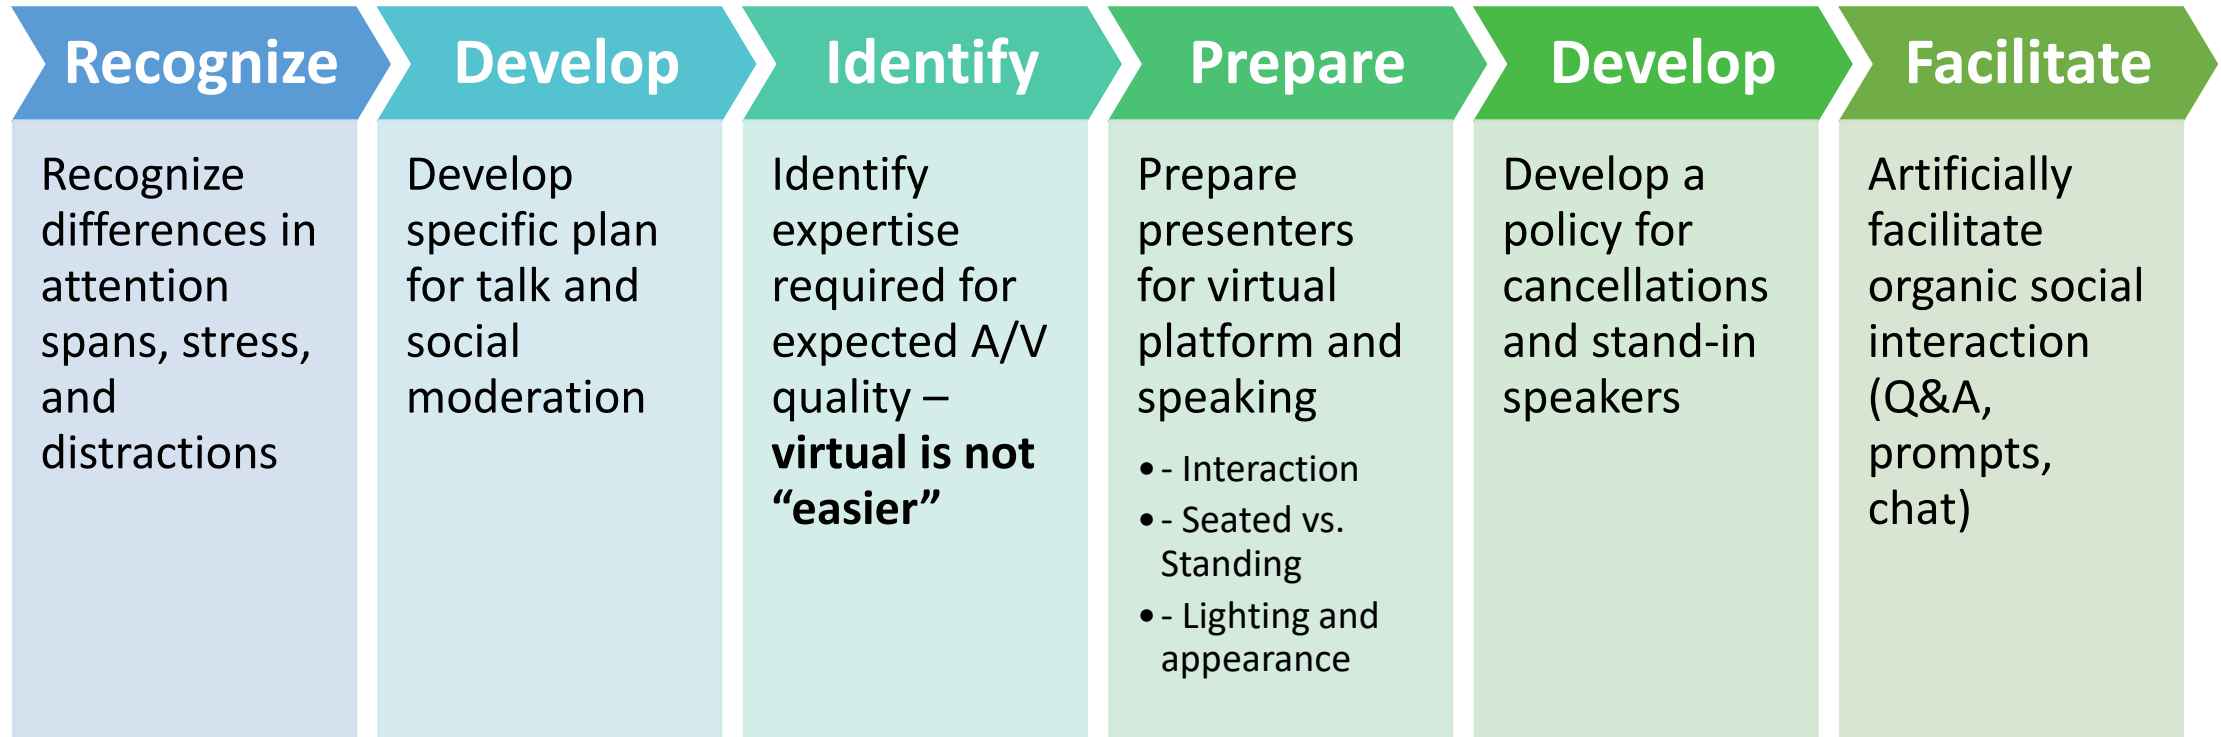 Recognize
Develop
Identify
Prepare
Develop
Facilitate
Recognize
differences in
attention
spans, stress,
and
distractions
Develop
specific plan
for talk and
social
moderation
Identify
expertise
required for
expected A/V
quality –
virtual is not
“easier”
Prepare
presenters
for virtual
platform and
speaking
•- Interaction
•- Seated vs.
Standing
•- Lighting and
appearance
Develop a
policy for
cancellations
and stand-in
speakers
Artificially
facilitate
organic social
interaction
(Q&A,
prompts,
chat)